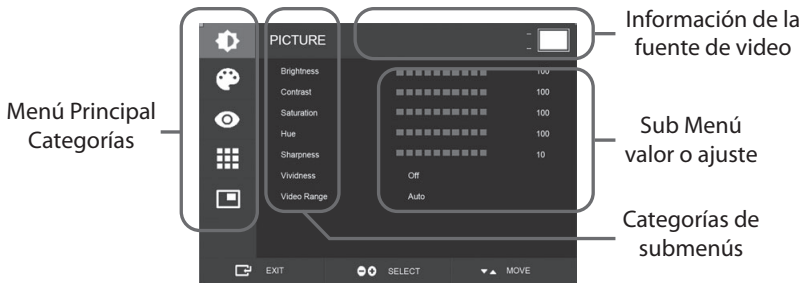 Información de la
fuente de video
PICTURE
Brightness 100
Contrast 100
Saturation 100
Hue 100
Sharpness 10
Vividness Off
Video Range Auto
EXIT SELECT MOVE
Menú Principal
Categorías
Sub Menú
valor o ajuste
Categorías de
submenús